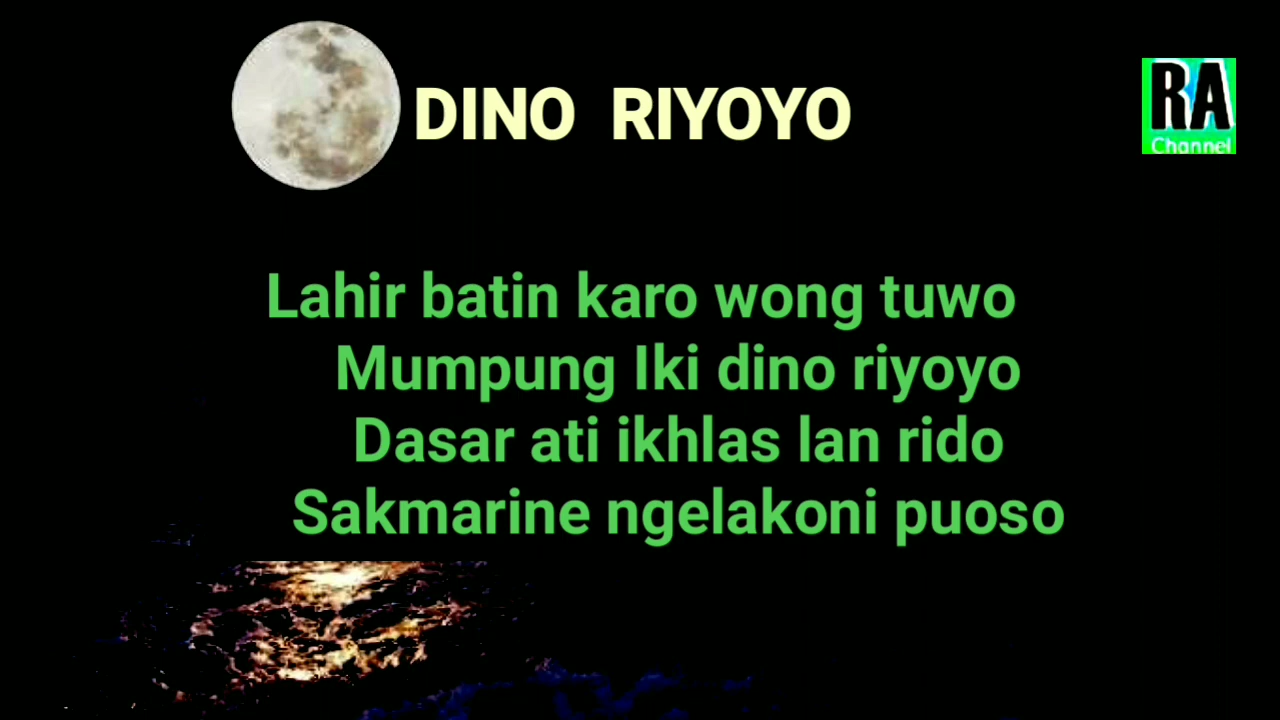 DINO RIYOYO
RA
Channel
Lahir batin karo wong tuwo
Mumpung Iki dino riyoyo
Dasar ati ikhlas lan rido
Sakmarine ngelakoni puoso